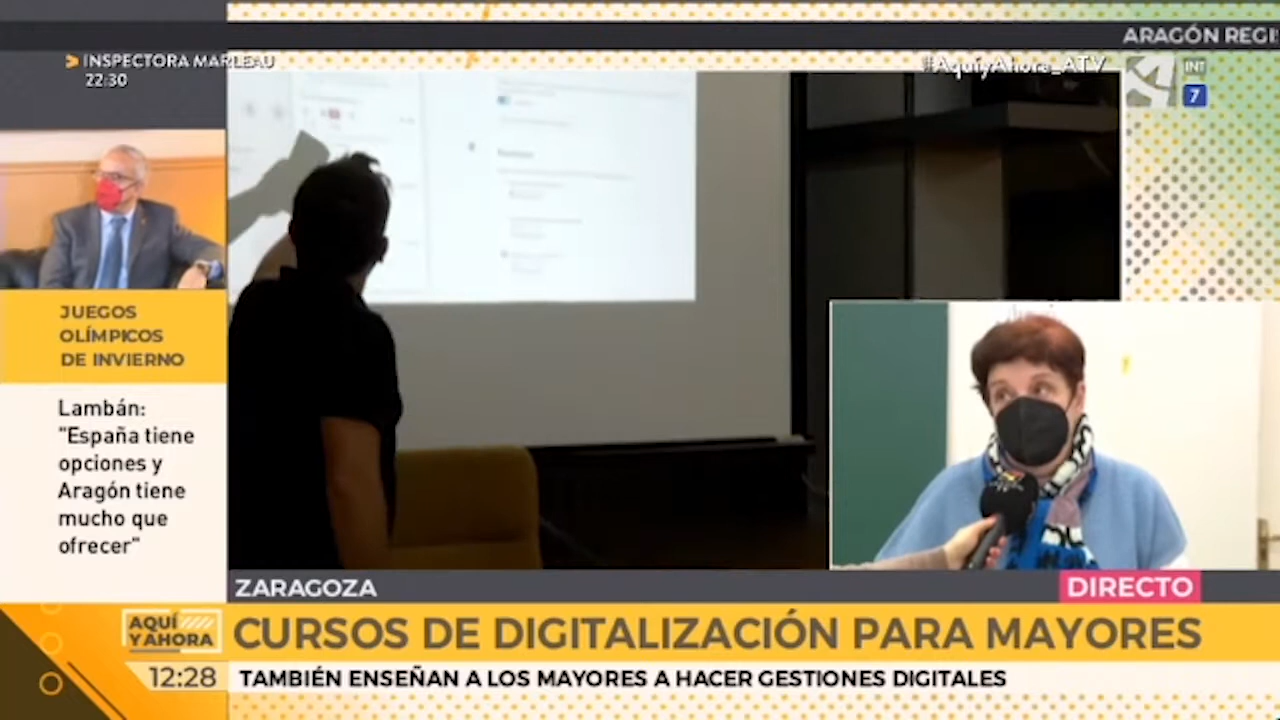 ARAGÓN REGI
INSPECTORA MARLEAU
22:30
#AquíyAhora_ATV
INT
7
JUEGOS
OLÍMPICOS
DE INVIERNO
Lambán:
"España tiene
opciones y
Aragón tiene
mucho que
ofrecer"
ZARAGOZA
DIRECTO
AQUÍ
Y AHORA
CURSOS DE DIGITALIZACIÓN PARA MAYORES
12:28
TAMBIÉN ENSEÑAN A LOS MAYORES A HACER GESTIONES DIGITALES